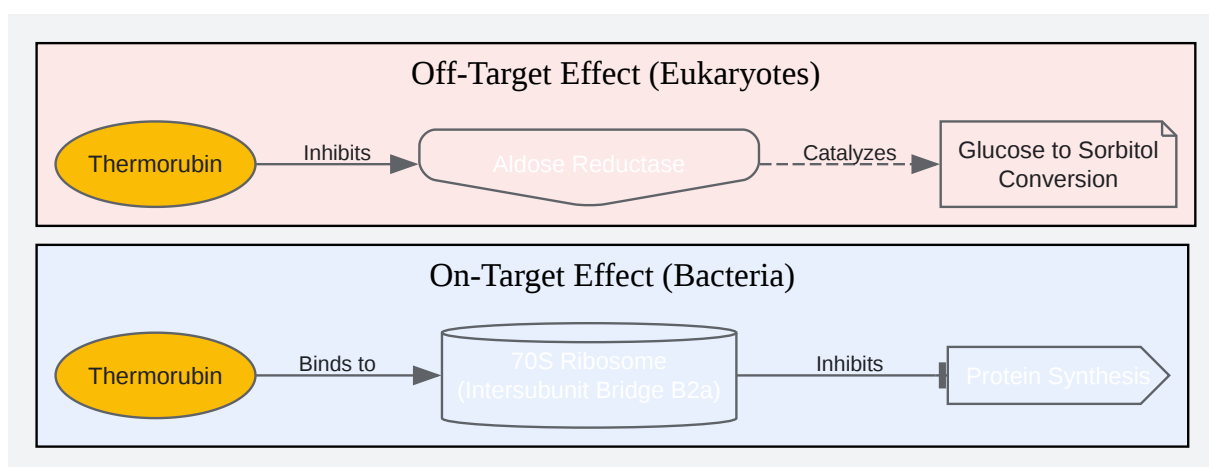 Off-Target Effect (Eukaryotes)
Thermorubin
Inhibits
Aldose Reductase
Catalyzes
Glucose to Sorbitol
Conversion
On-Target Effect (Bacteria)
Thermorubin
Binds to
70S Ribosome
(Intersubunit Bridge B2a)
Inhibits
Protein Synthesis